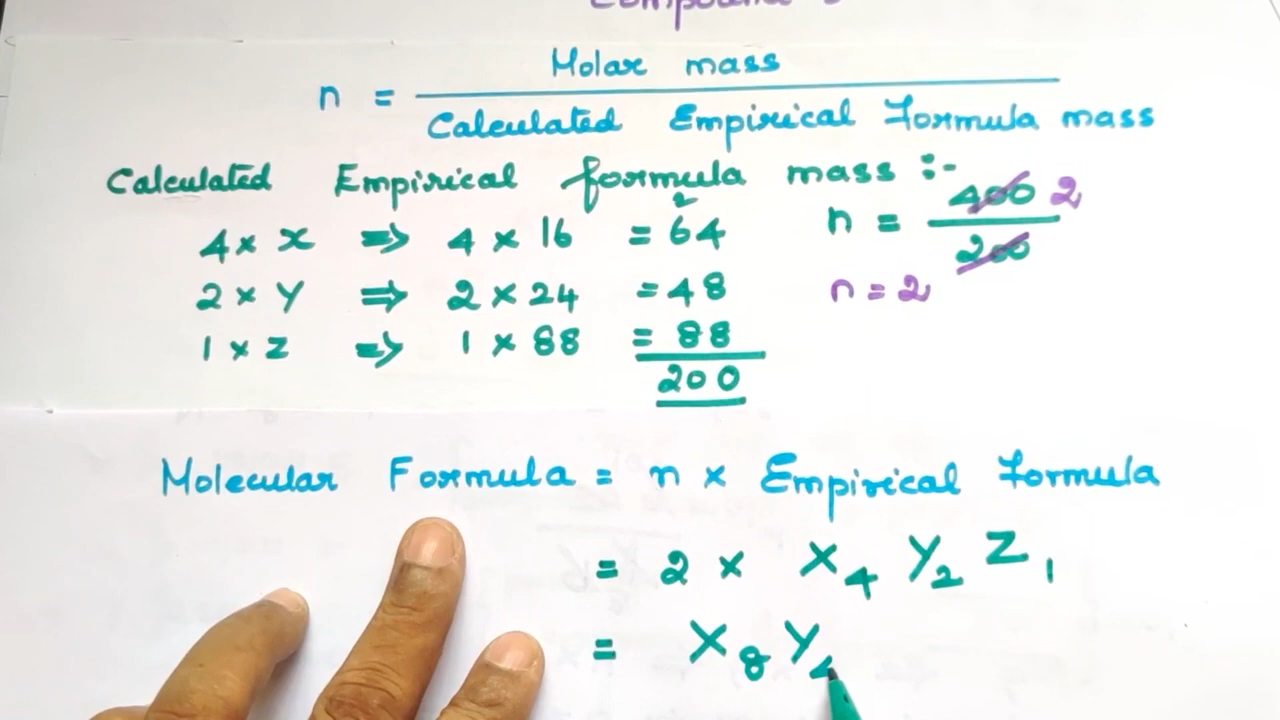 n = Molar mass / Calculated Empirical Formula mass
Calculated Empirical formula mass :-
4 x x ⇒ 4 x 16 = 64
2 x Y ⇒ 2 x 24 = 48
1 x Z ⇒ 1 x 88 = 88
200
n = 400 2 / 200
n = 2
Molecular Formula = n x Empirical Formula
= 2 x X₄ Y₂ Z₁
= X₈ Y₄